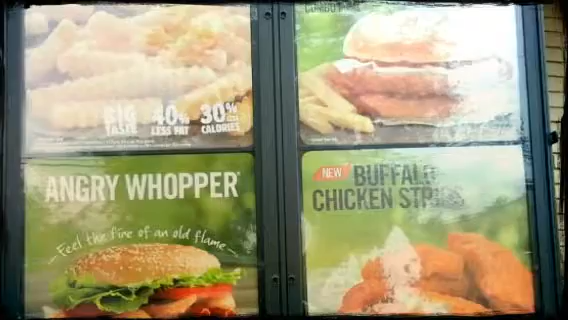 BIG TASTE
40% LESS FAT
30% LESS CALORIES
ANGRY WHOPPER®
Feel the fire of an old flame
NEW
BUFFALO
CHICKEN STRIPS